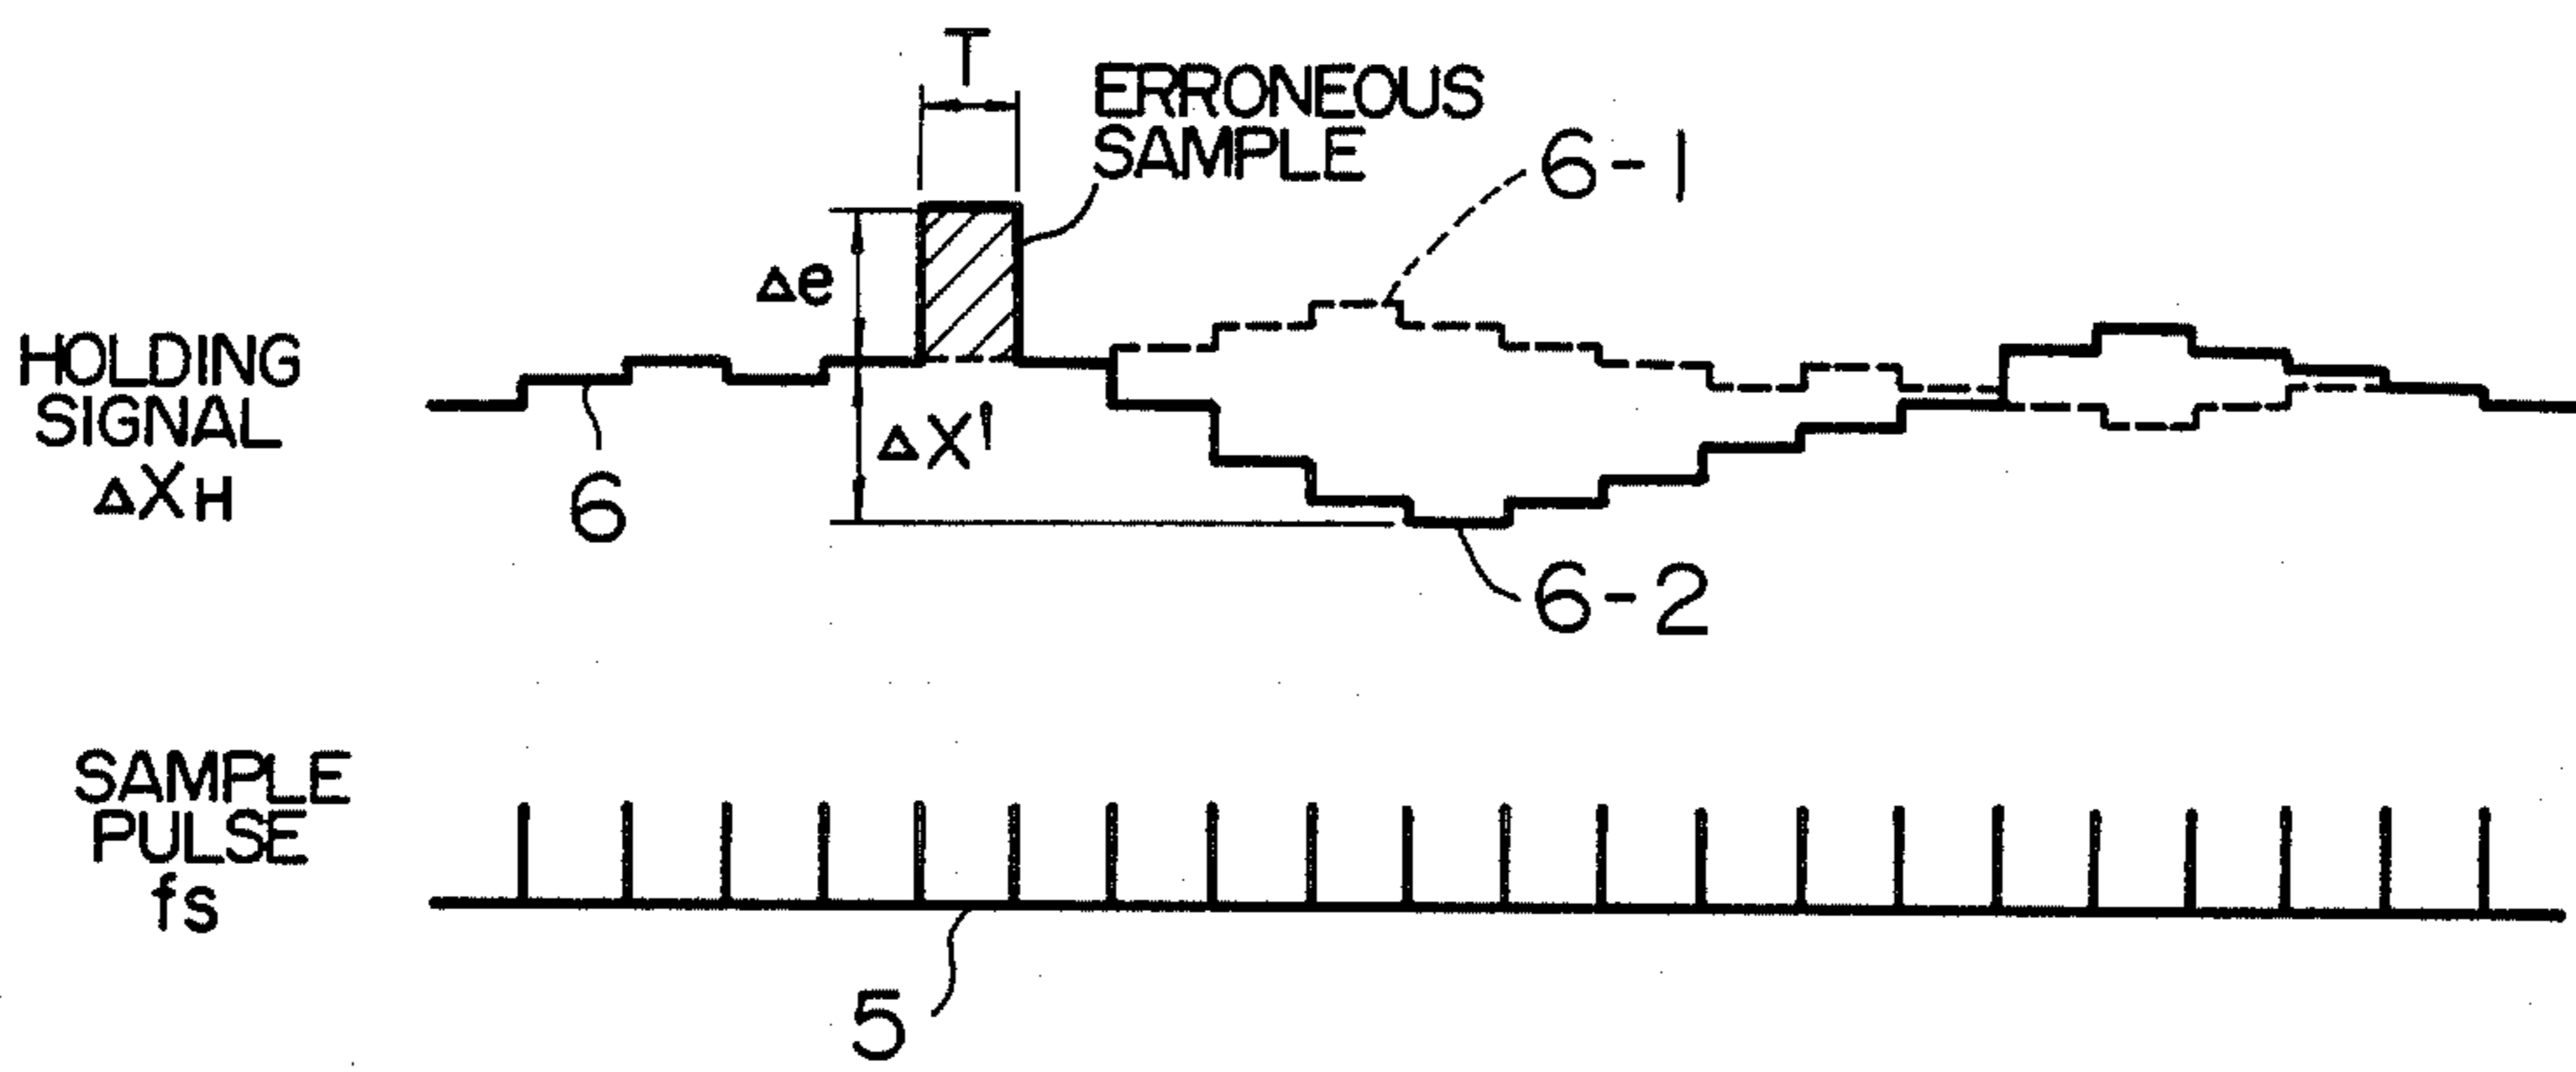 T
ERRONEOUS
SAMPLE
6-1
Δe
HOLDING
SIGNAL
ΔXH
6
ΔX'
6-2
SAMPLE
PULSE
fs
5